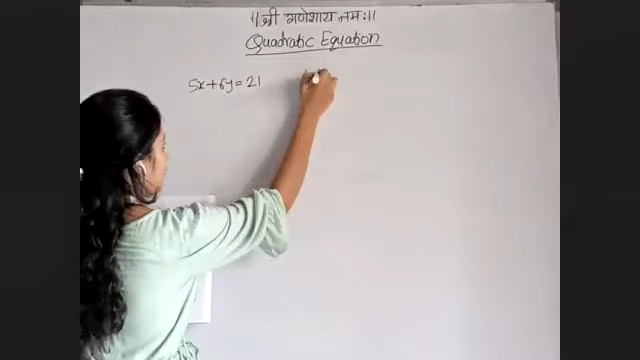 ॥ श्री गणेशाय नमः॥
Quadratic Equation
5x+6y=21